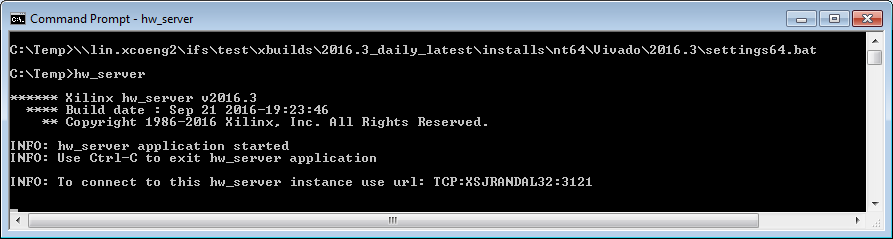 Command Prompt - hw_server
C:\Temp>\\lin.xcoeng2\ifs\test\xbuilds\2016.3_daily_latest\installs\nt64\Vivado\2016.3\settings64.bat
C:\Temp>hw_server
****** Xilinx hw_server v2016.3
**** Build date : Sep 21 2016-19:23:46
** Copyright 1986-2016 Xilinx, Inc. All Rights Reserved.
INFO: hw_server application started
INFO: Use Ctrl-C to exit hw_server application
INFO: To connect to this hw_server instance use url: TCP:XSJRANDAL32:3121